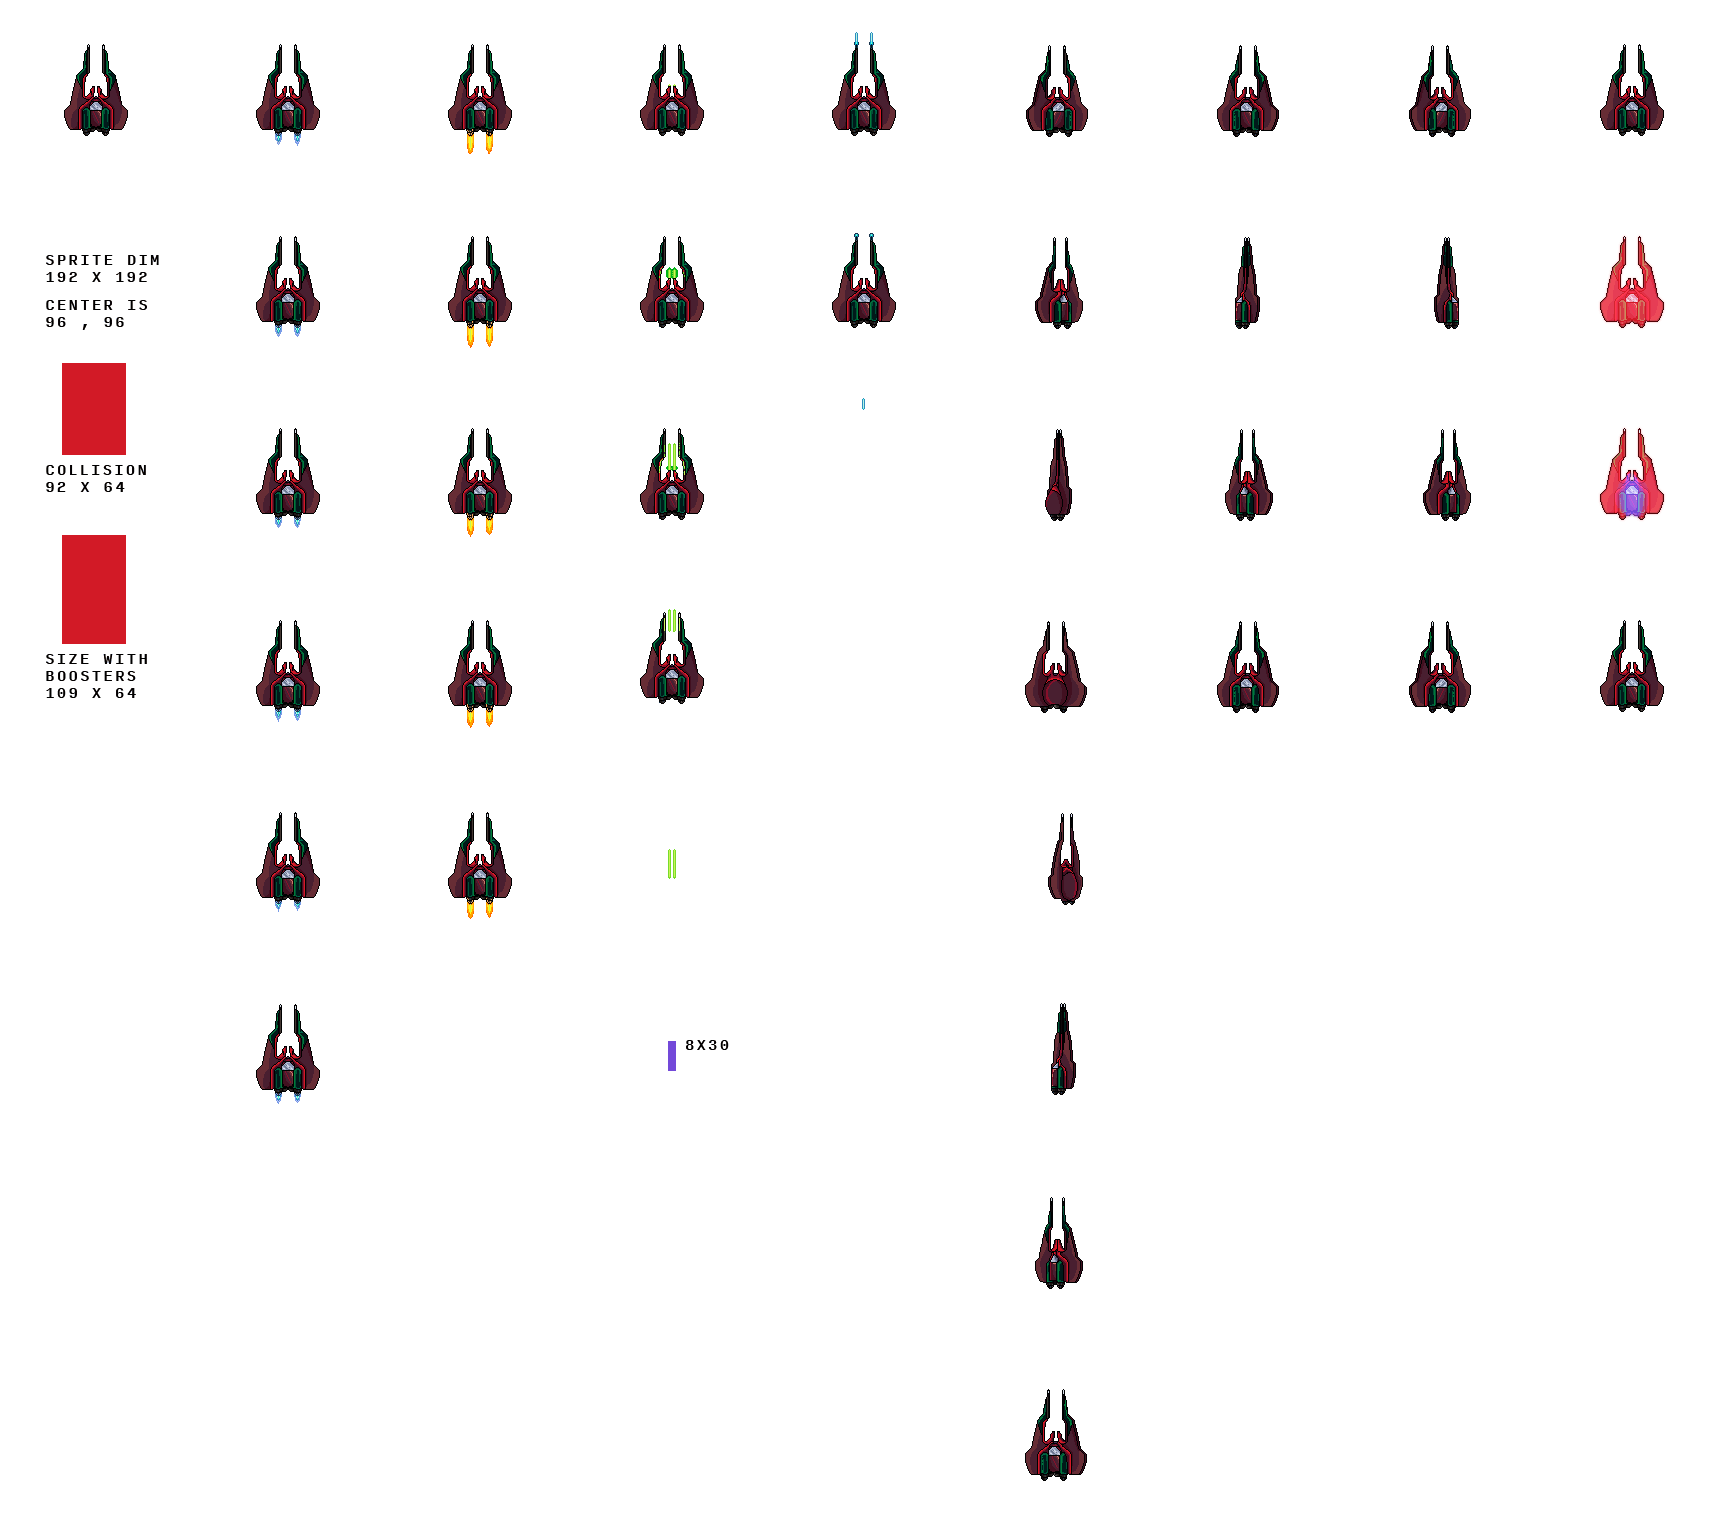 SPRITE DIM
192 X 192
CENTER IS
96 , 96
COLLISION
92 X 64
SIZE WITH
BOOSTERS
109 X 64
8X30